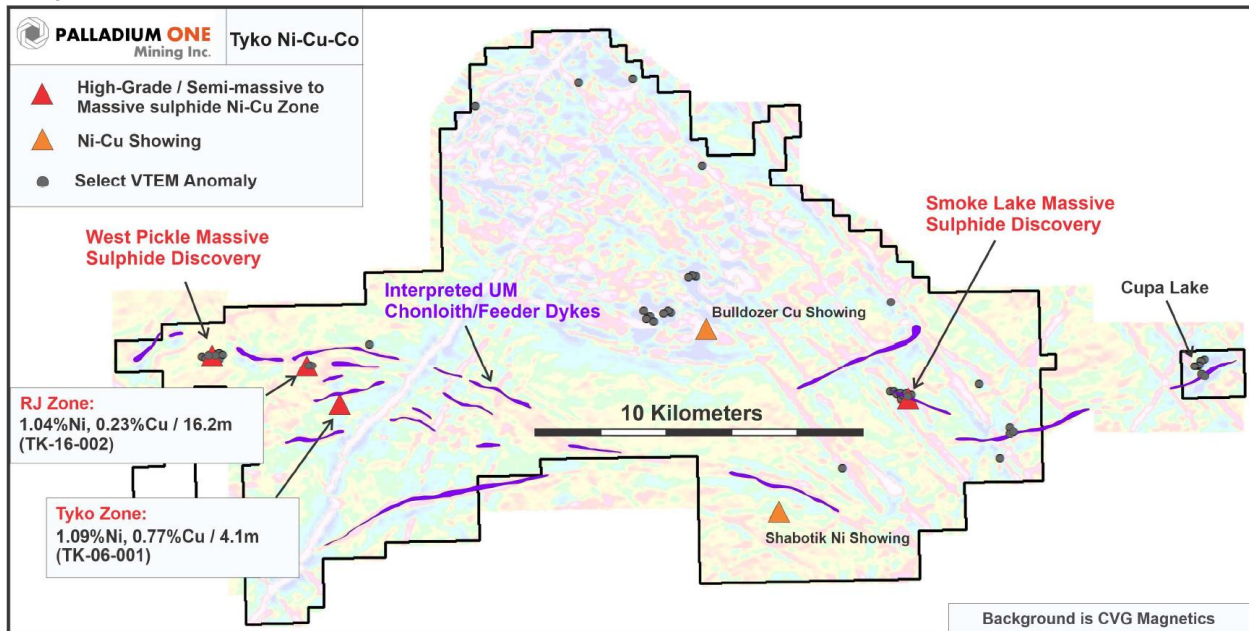 PALLADIUM ONE
Mining Inc.
Tyko Ni-Cu-Co
High-Grade / Semi-massive to
Massive sulphide Ni-Cu Zone
Ni-Cu Showing
Select VTEM Anomaly
West Pickle Massive
Sulphide Discovery
Interpreted UM
Chonloith/Feeder Dykes
Smoke Lake Massive
Sulphide Discovery
Cupa Lake
Bulldozer Cu Showing
RJ Zone:
1.04%Ni, 0.23%Cu / 16.2m
(TK-16-002)
10 Kilometers
Tyko Zone:
1.09%Ni, 0.77%Cu / 4.1m
(TK-06-001)
Shabotik Ni Showing
Background is CVG Magnetics